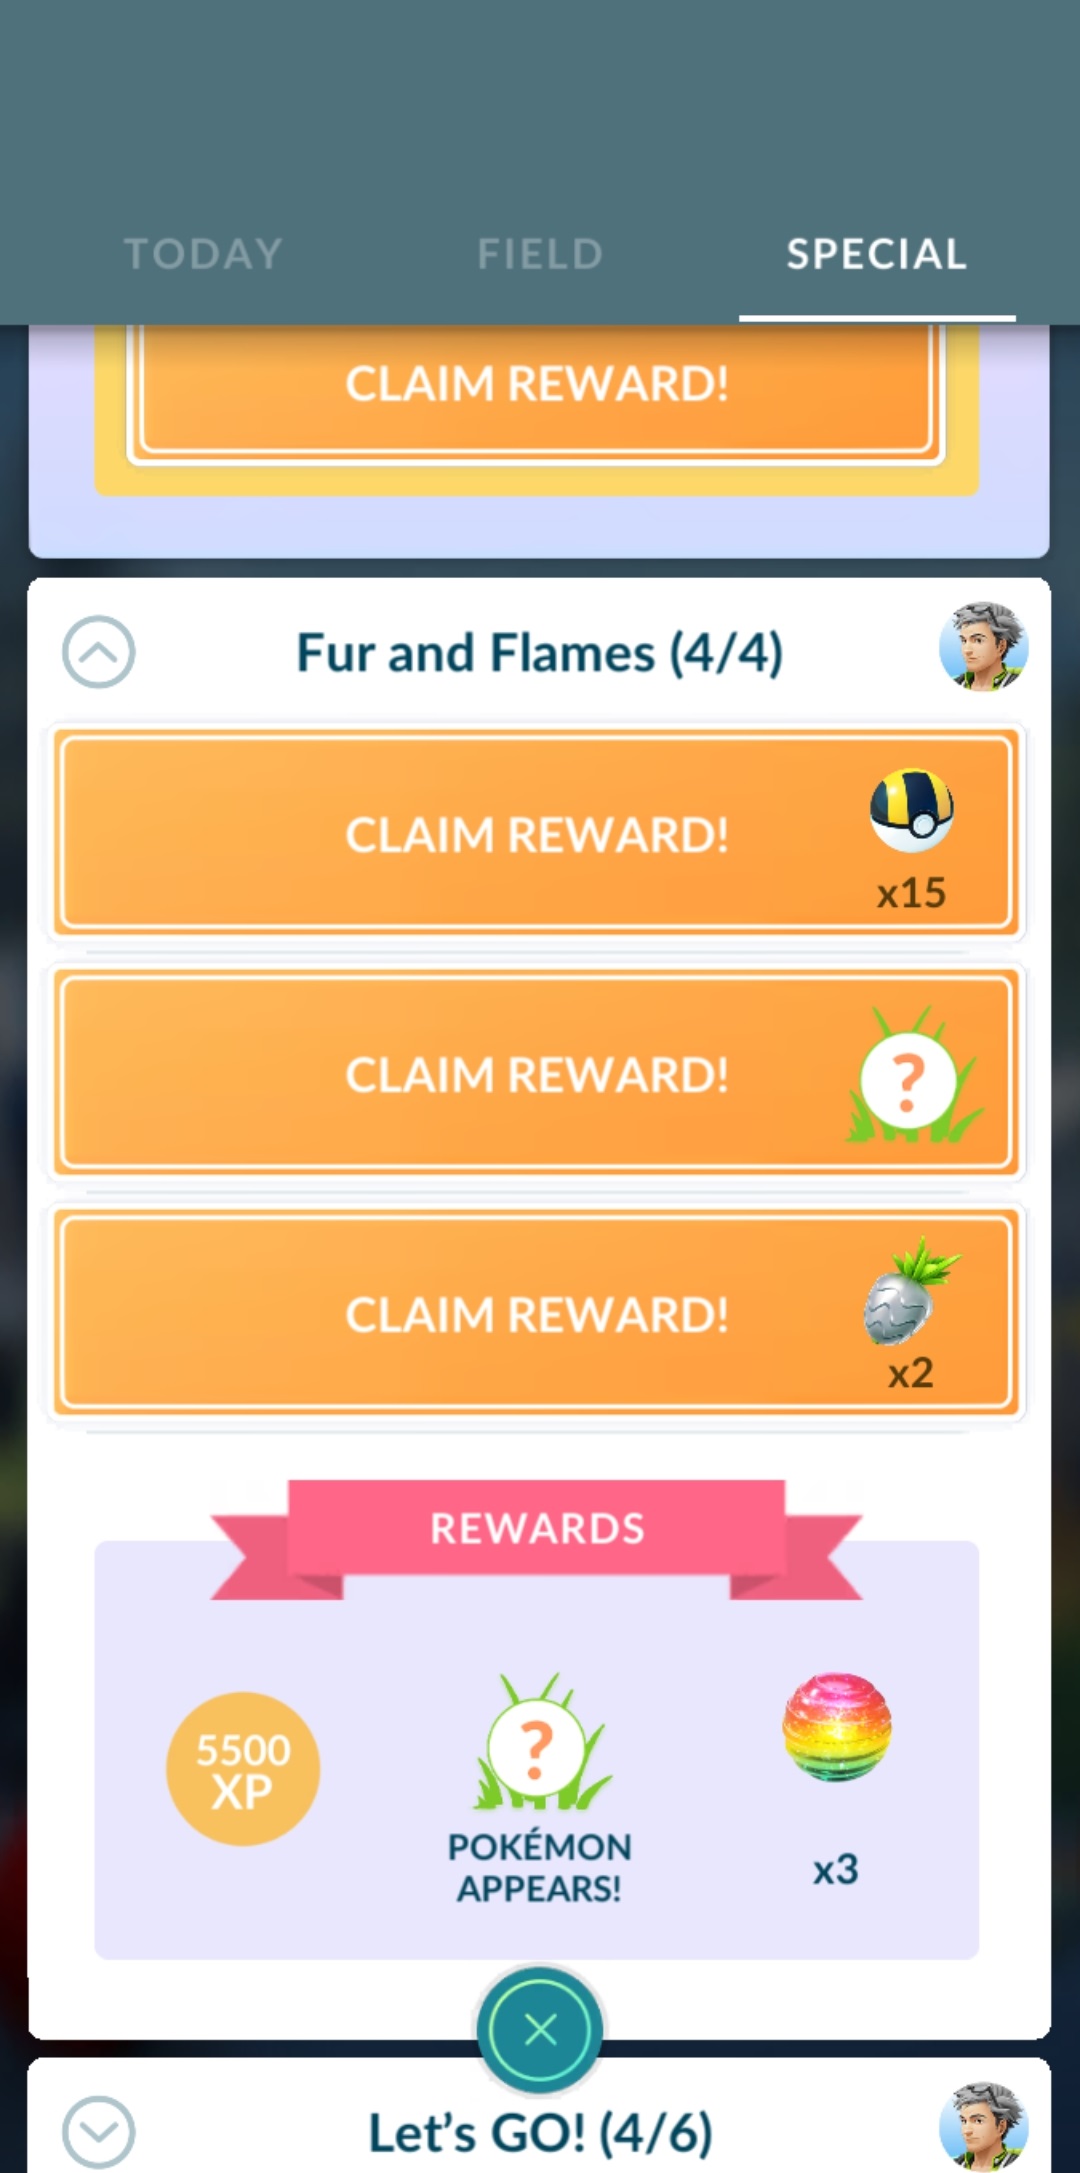 TODAY FIELD SPECIAL
CLAIM REWARD!
Fur and Flames (4/4)
CLAIM REWARD!
x15
CLAIM REWARD!
?
CLAIM REWARD!
x2
REWARDS
5500
XP
?
POKÉMON
APPEARS!
x3
Let's GO! (4/6)